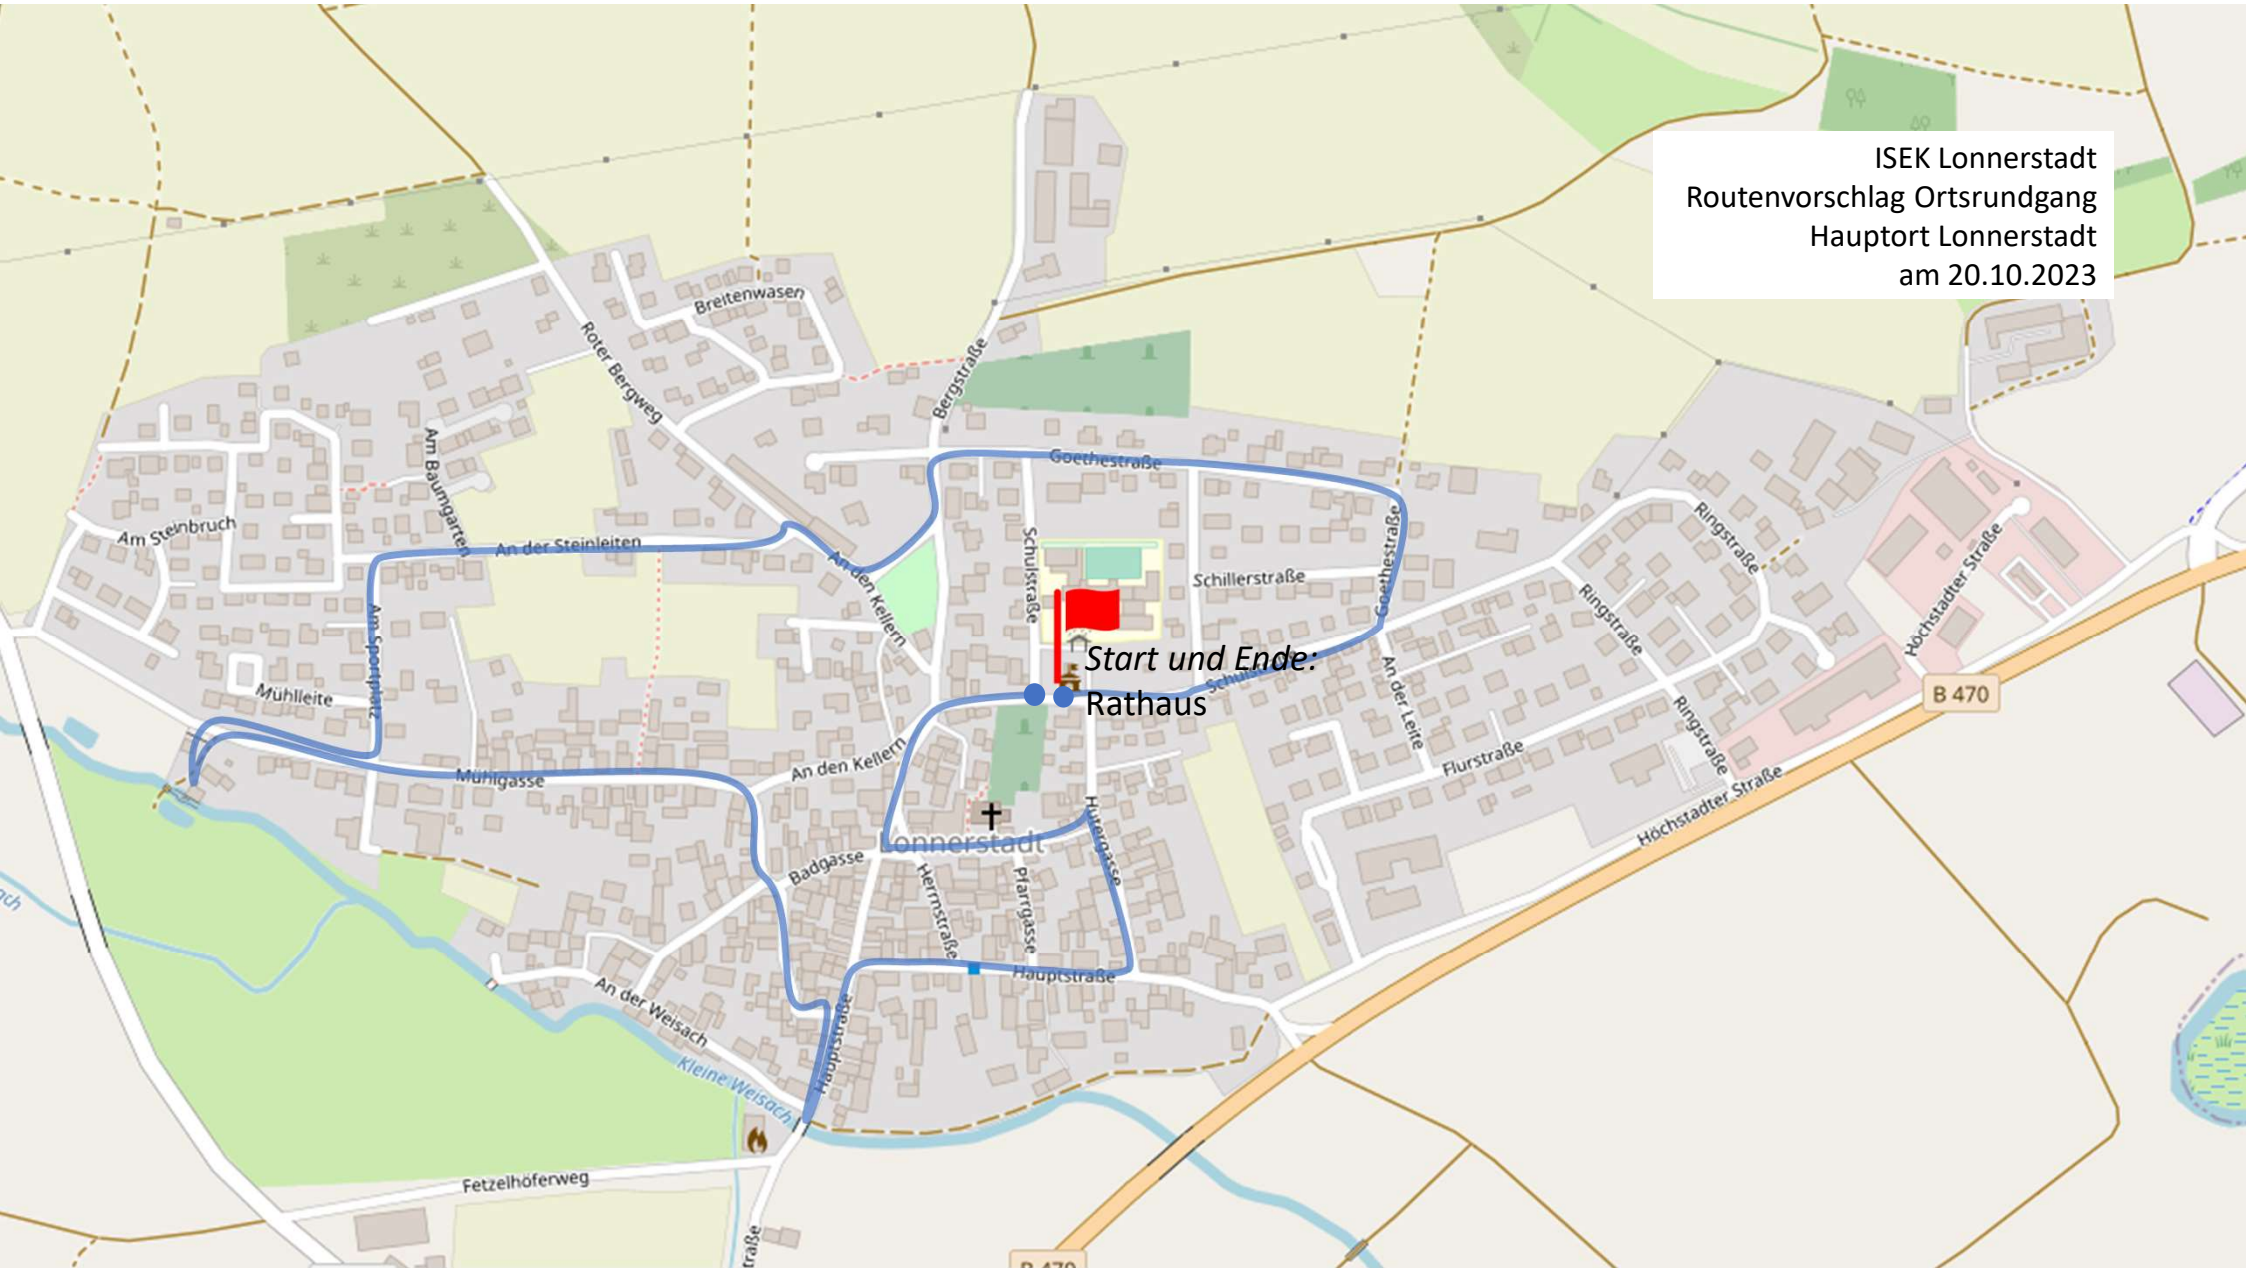 ISEK Lonnerstadt
Routenvorschlag Ortsrundgang
Hauptort Lonnerstadt
am 20.10.2023
Breitenwasen
Roter Bergweg
Bergstraße
Am Baumgarten
Goethestraße
Am Steinbruch
An der Steinleiten
An den Kellern
Schulstraße
Schillerstraße
Goethestraße
Ringstraße
Ringstraße
Höchstadter Straße
Am Sportplatz
Mühlleite
Start und Ende:
Rathaus
An der Leite
B 470
Ringstraße
Flurstraße
An den Kellern
Mühlgasse
Hutergasse
Höchstadter Straße
Lonnerstadt
Badgasse
Herrnstraße
Pfarrgasse
Hauptstraße
An der Weisach
Hauptstraße
Kleine Weisach
Fetzelhöferweg
traße
ach
B 470